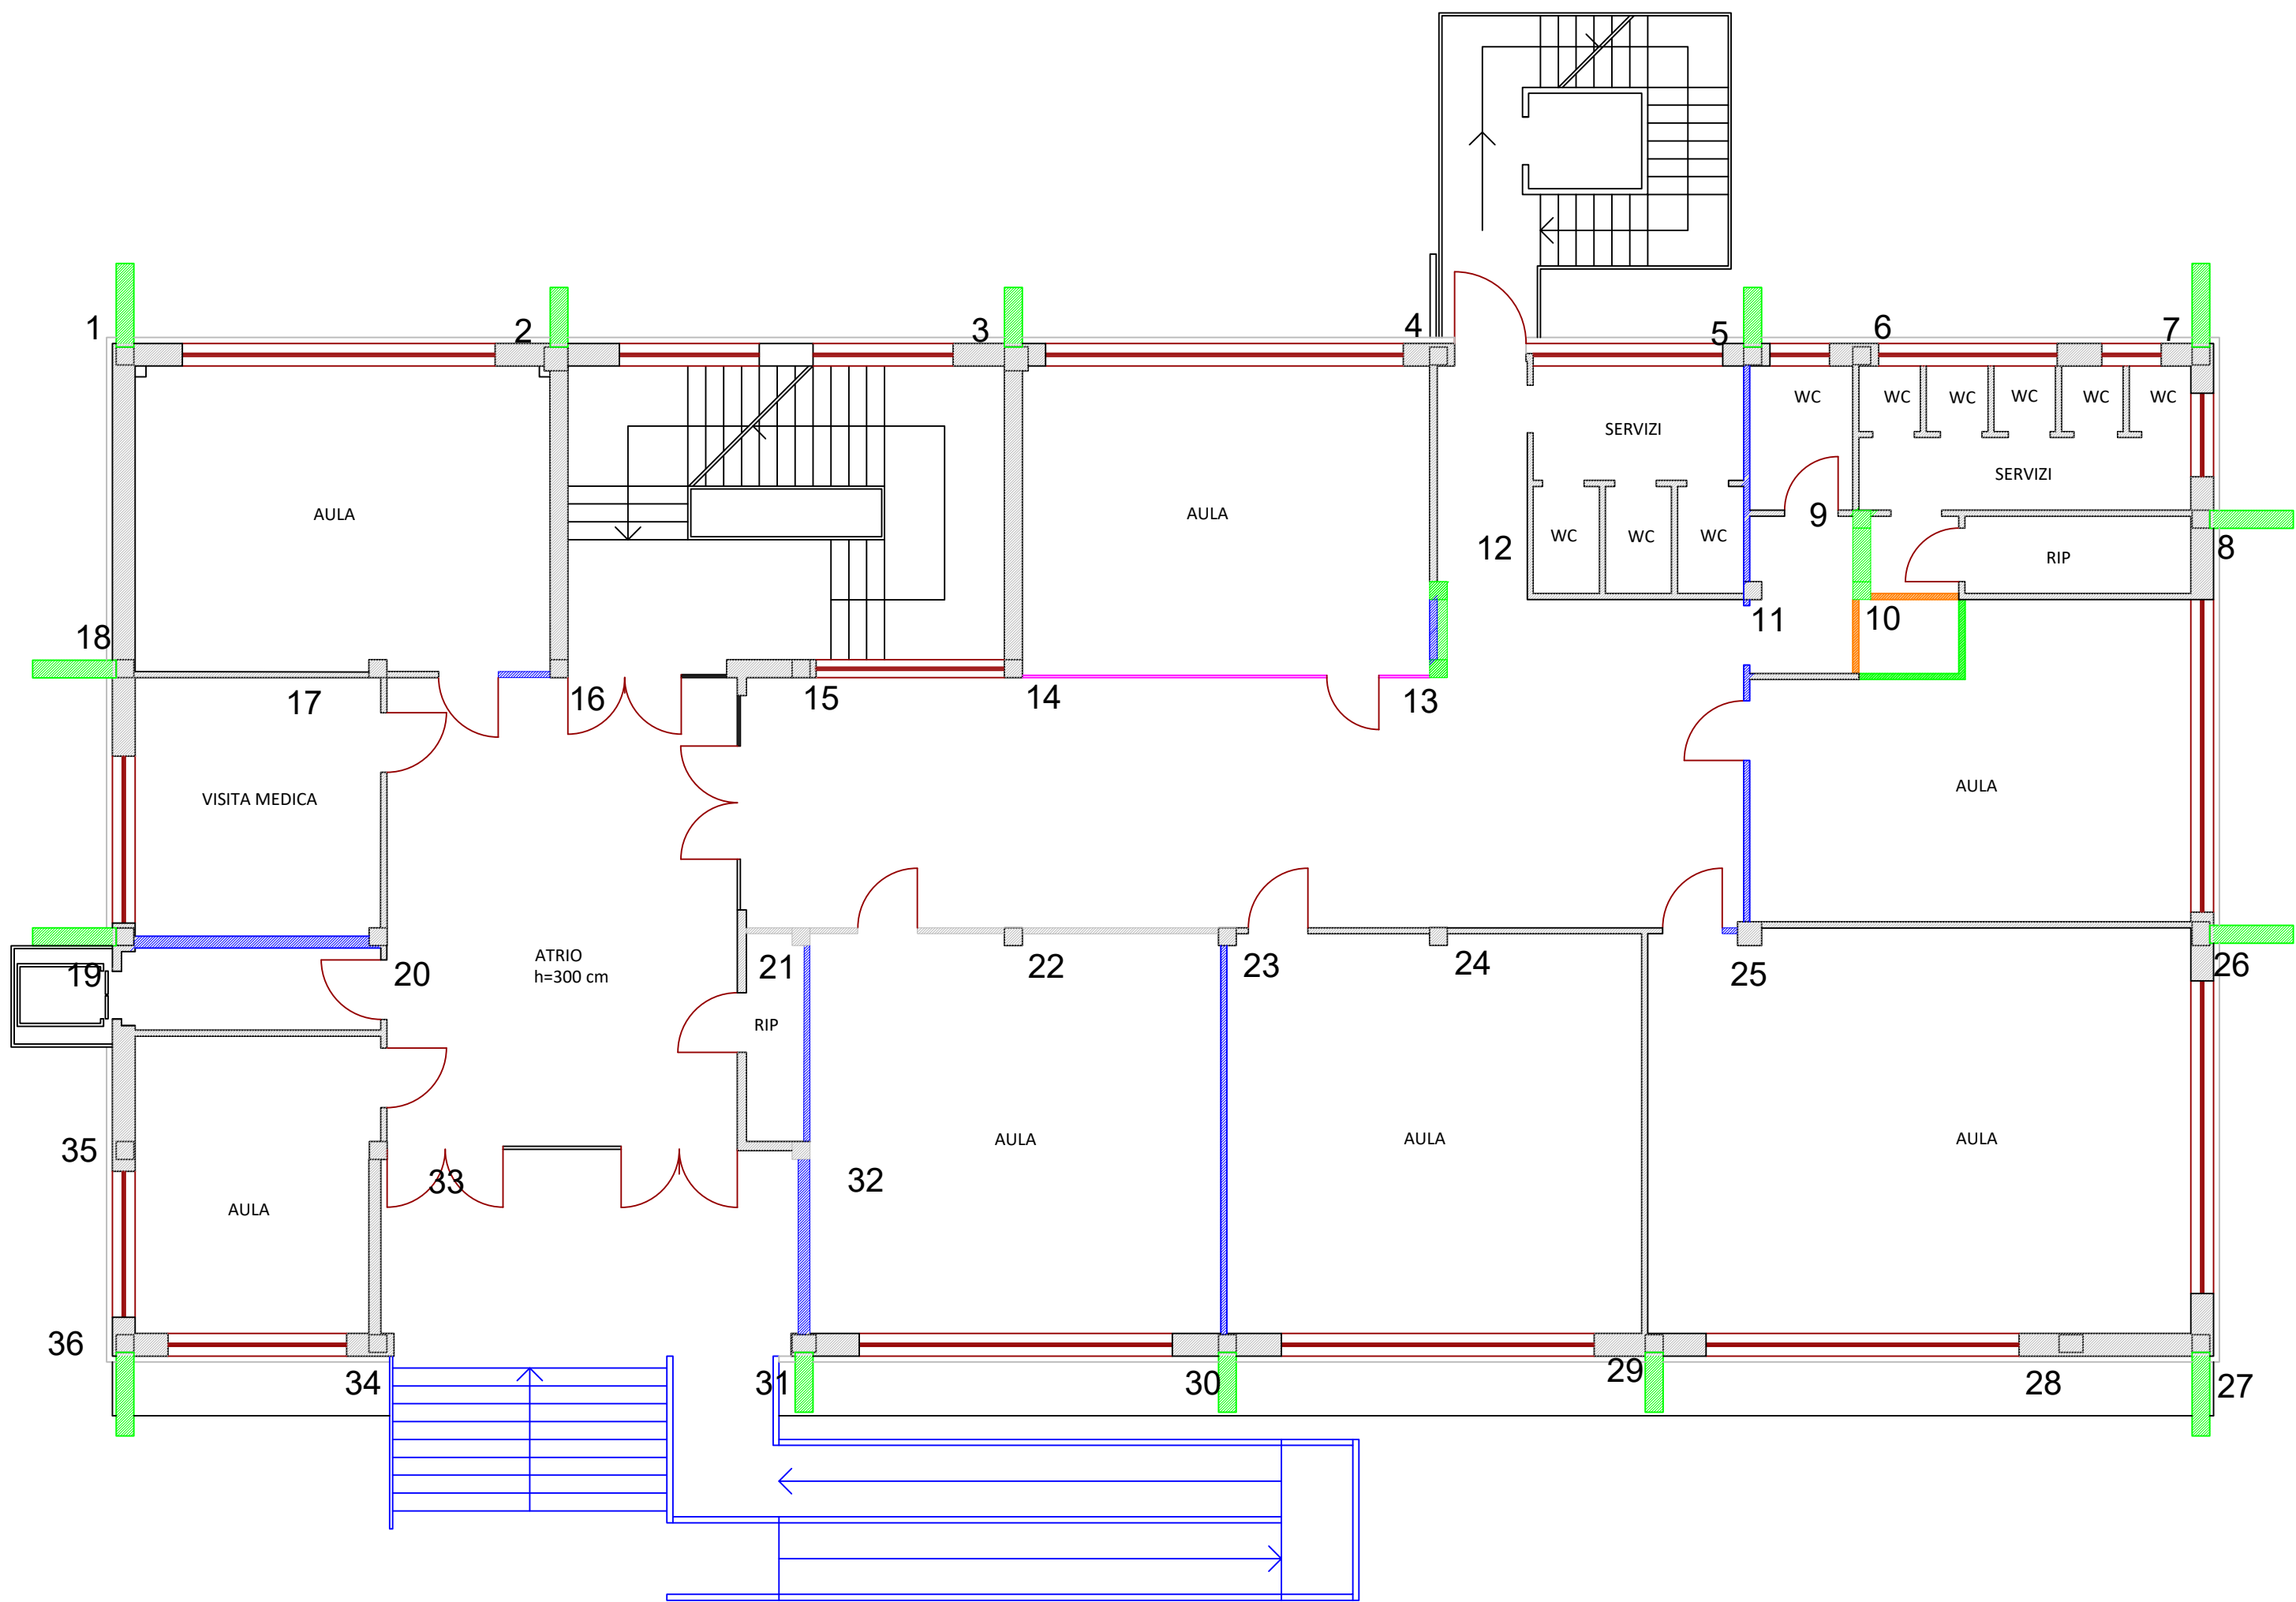 1
2
3
4
5
6
7
WC
WC
WC
WC
WC
WC
SERVIZI
SERVIZI
AULA
AULA
9
12
WC
WC
WC
8
RIP
18
11
10
17
16
15
14
13
VISITA MEDICA
AULA
19
20
ATRIO
h=300 cm
21
22
23
24
25
26
RIP
35
33
32
AULA
AULA
AULA
AULA
36
34
31
30
29
28
27